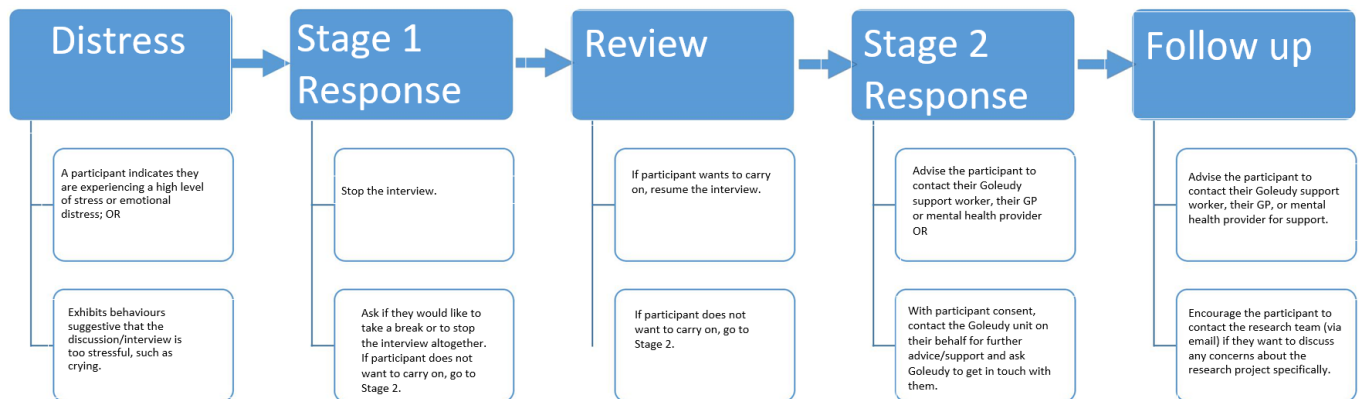 Distress
A participant indicates they
are experiencing a high level
of stress or emotional
distress; OR
Exhibits behaviours
suggestive that the
discussion/interview is
too stressful, such as
crying.
Stage 1
Response
Stop the interview.
Ask if they would like to
take a break or to stop
the interview altogether.
If participant does not
want to carry on, go to
Stage 2.
Review
If participant wants to carry
on, resume the interview.
If participant does not
want to carry on, go to
Stage 2.
Stage 2
Response
Advise the participant to
contact their Goleudy
support worker, their GP
or mental health provider
OR
With participant consent,
contact the Goleudy unit on
their behalf for further
advice/support and ask
Goleudy to get in touch with
them.
Follow up
Advise the participant to
contact their Goleudy support
worker, their GP, or mental
health provider for support.
Encourage the participant to
contact the research team (via
email) if they want to discuss
any concerns about the
research project specifically.